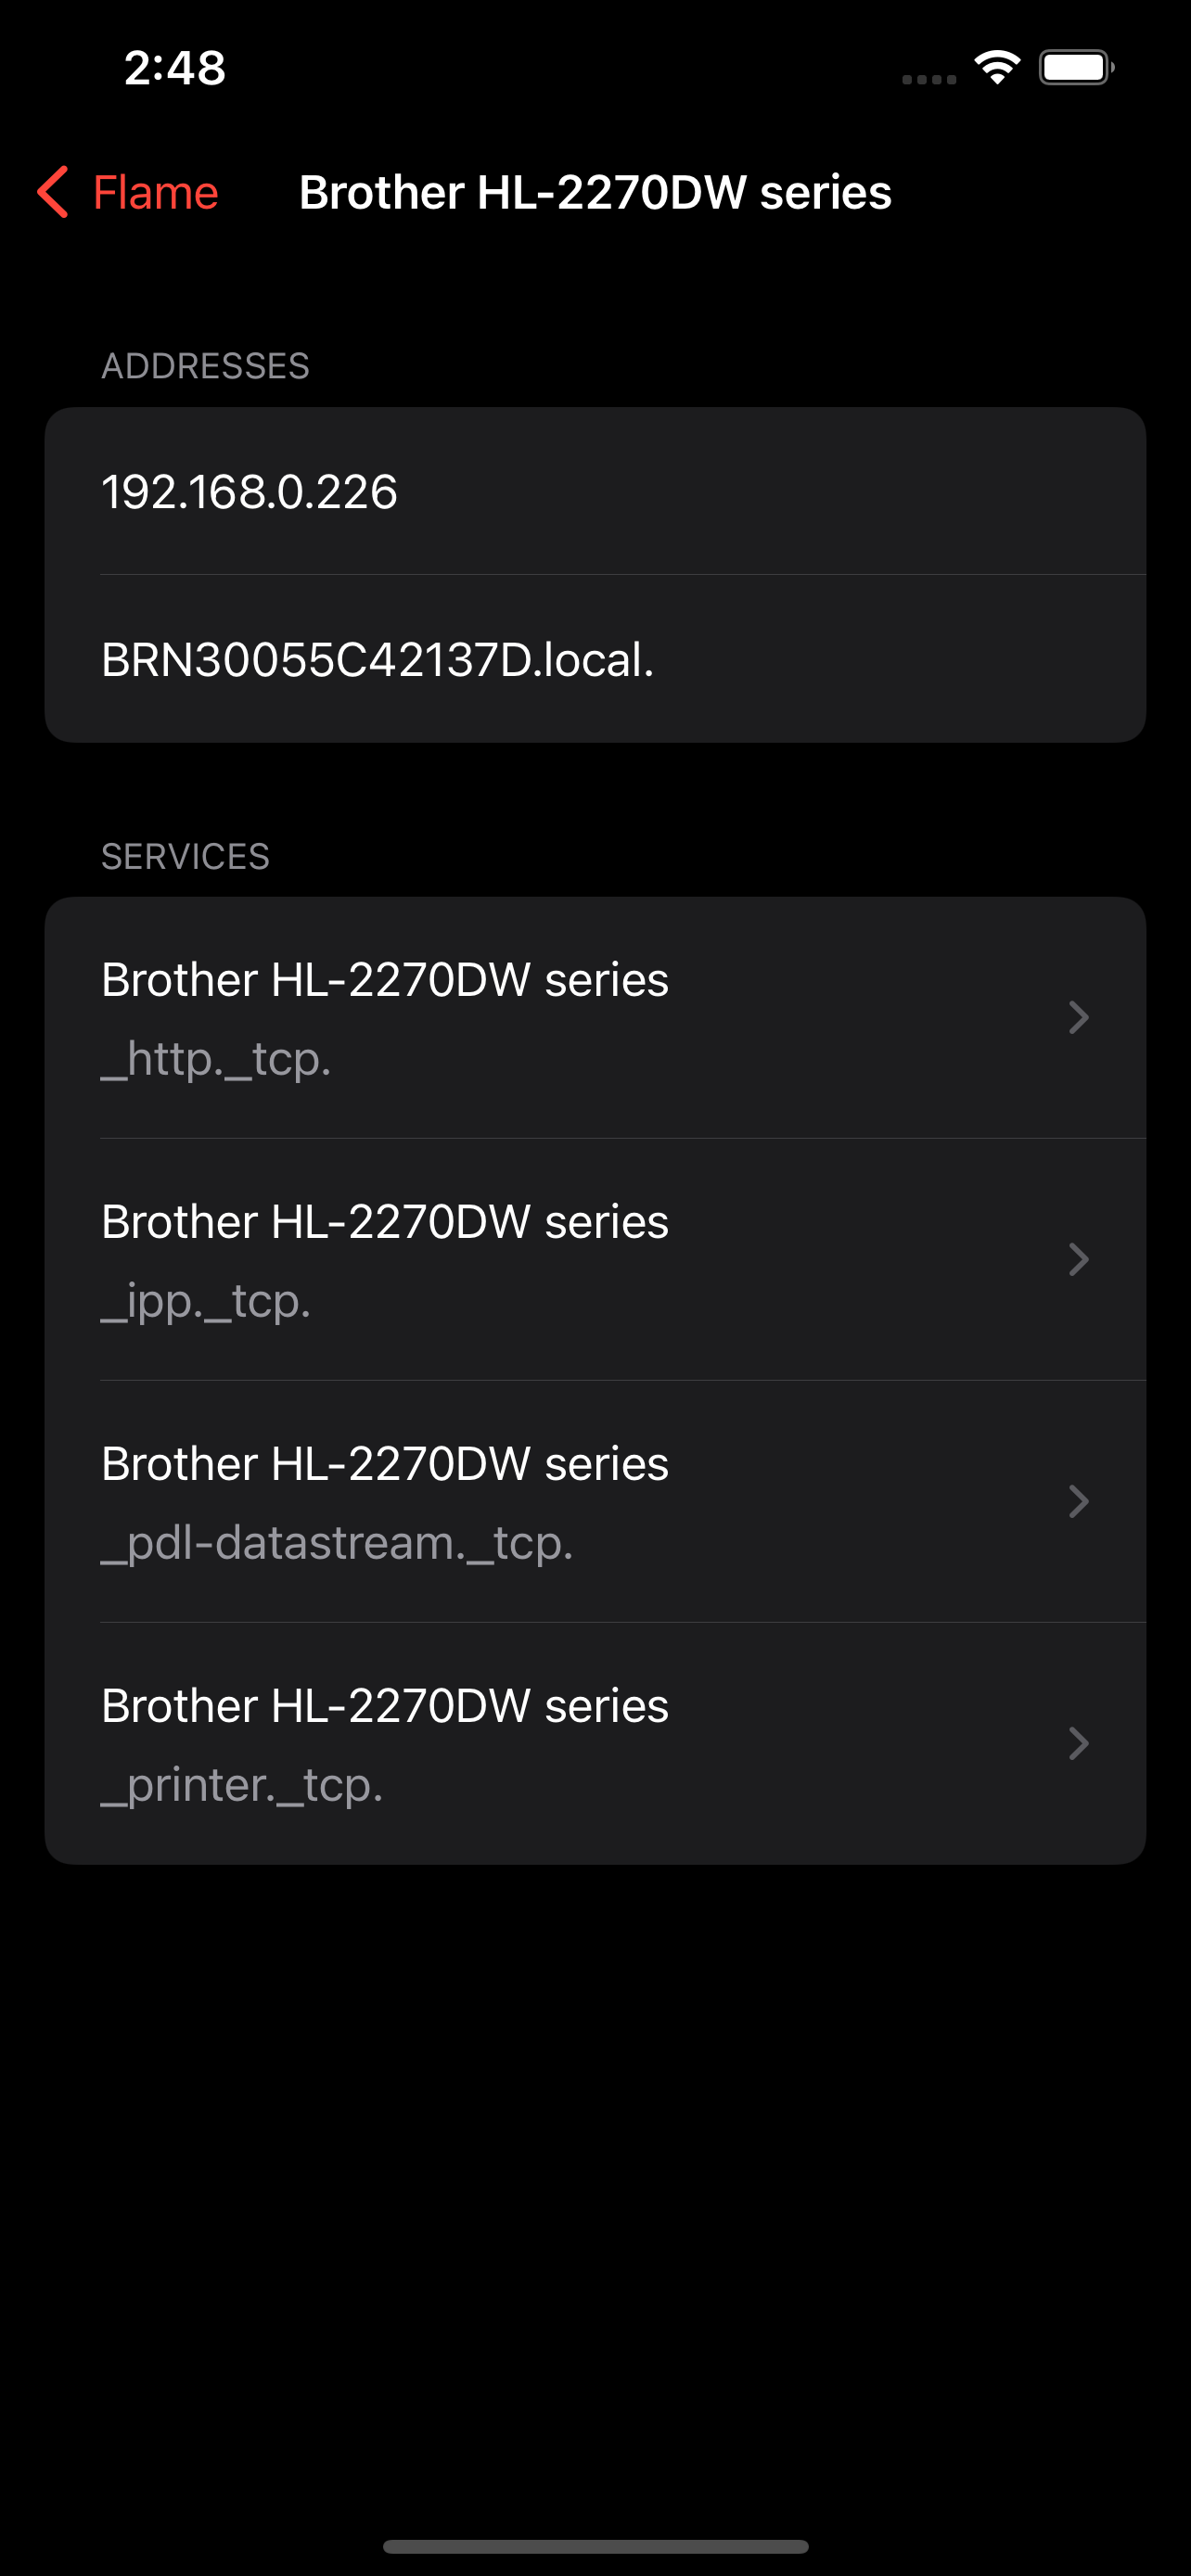 2:48
Flame
Brother HL-2270DW series
ADDRESSES
192.168.0.226
BRN30055C42137D.local.
SERVICES
Brother HL-2270DW series
_http._tcp.
Brother HL-2270DW series
_ipp._tcp.
Brother HL-2270DW series
_pdl-datastream._tcp.
Brother HL-2270DW series
_printer._tcp.